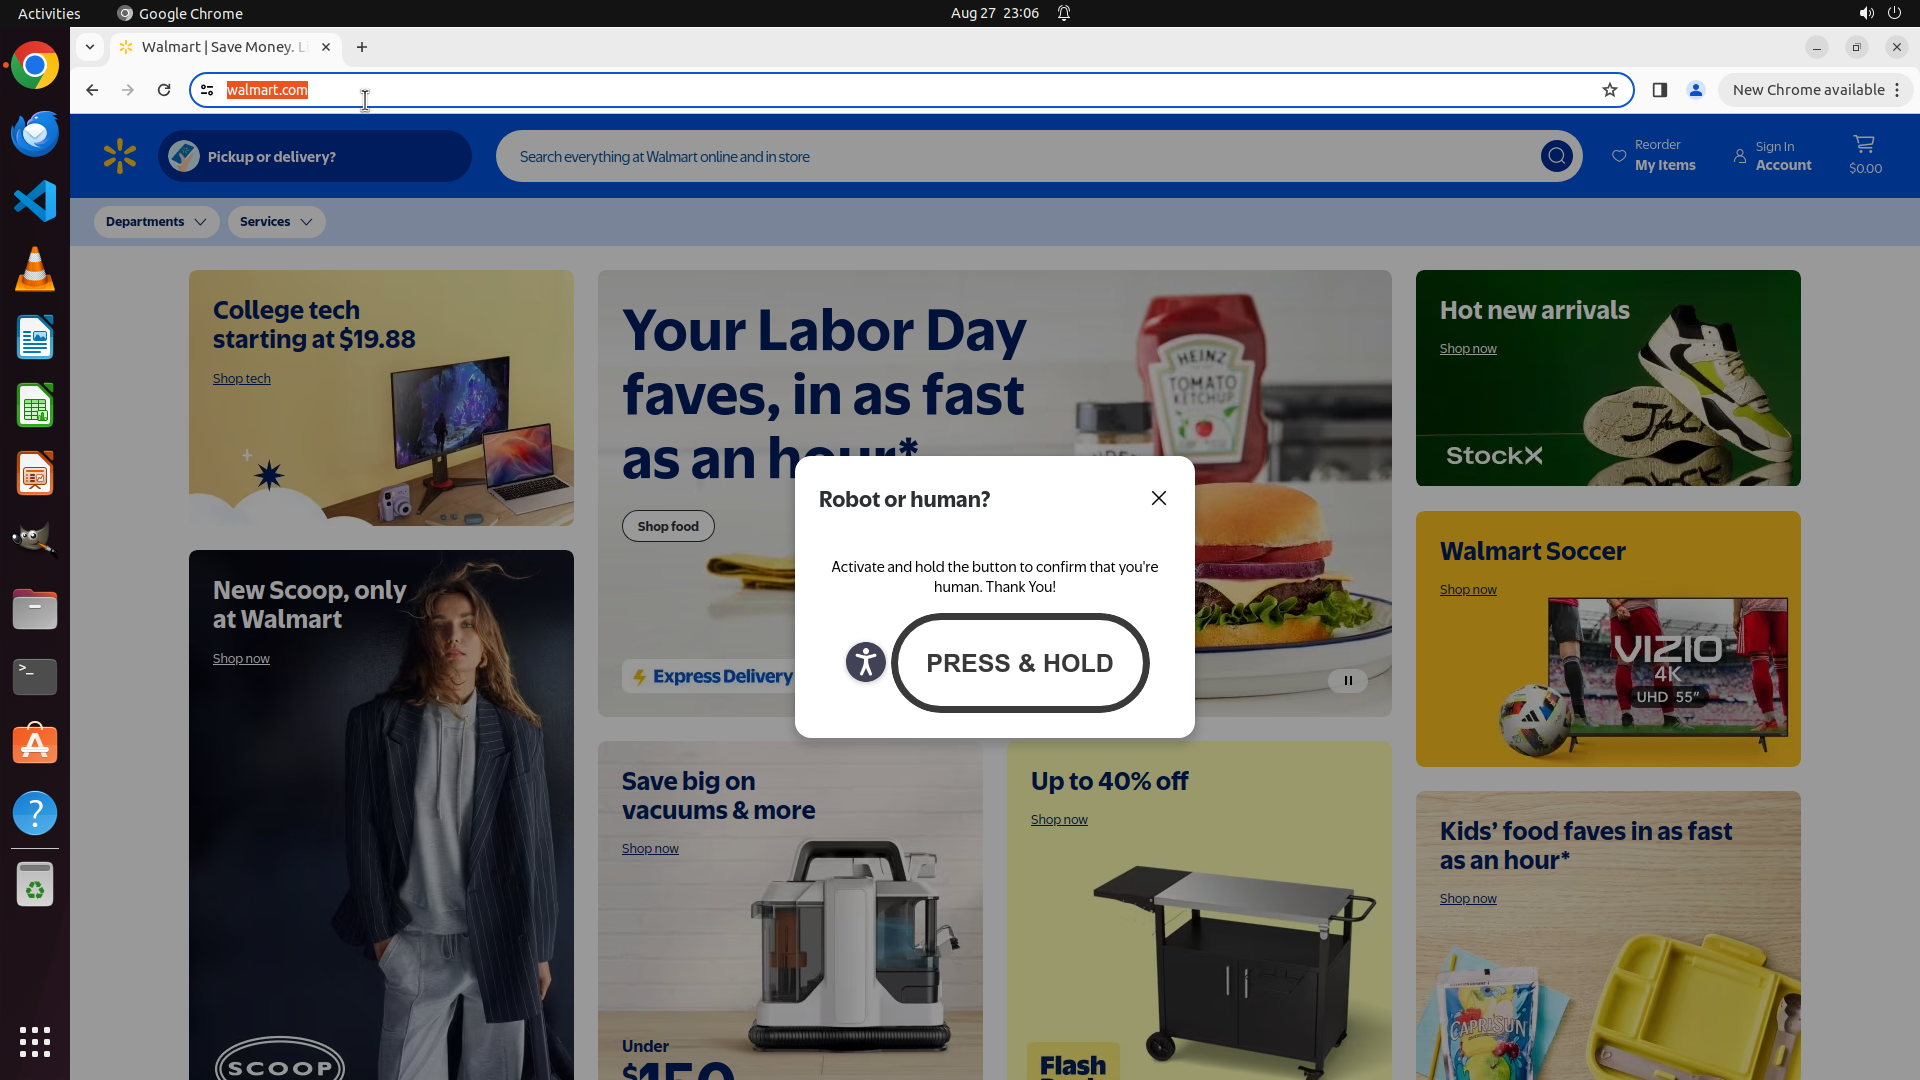 Activities
Google Chrome
Aug 27 23:06
Walmart | Save Money. L
walmart.com
New Chrome available
Pickup or delivery?
Search everything at Walmart online and in store
Reorder
My Items
Sign In
Account
$0.00
Departments
Services
College tech
starting at $19.88
Shop tech
New Scoop, only
at Walmart
Shop now
SCOOP
Your Labor Day
faves, in as fast
as an hour*
Shop food
Express Delivery
HEINZ
TOMATO
KETCHUP
Robot or human?
Activate and hold the button to confirm that you're
human. Thank You!
PRESS & HOLD
Save big on
vacuums & more
Shop now
Under
$150
Up to 40% off
Shop now
Flash
Hot new arrivals
Shop now
StockX
Walmart Soccer
Shop now
VIZIO
4K
UHD 55"
Kids’ food faves in as fast
as an hour*
Shop now
CAPRISUN